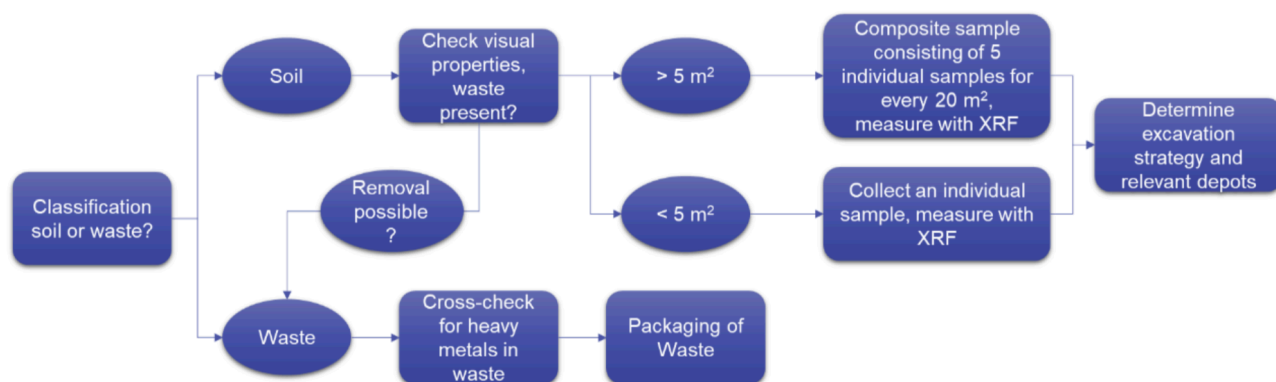 Classification
soil or waste?
Soil
Check visual
properties,
waste
present?
> 5 m²
Composite sample
consisting of 5
individual samples for
every 20 m²,
measure with XRF
Determine
excavation
strategy and
relevant depots
Removal
possible
?
< 5 m²
Collect an individual
sample, measure with
XRF
Waste
Cross-check
for heavy
metals in
waste
Packaging of
Waste